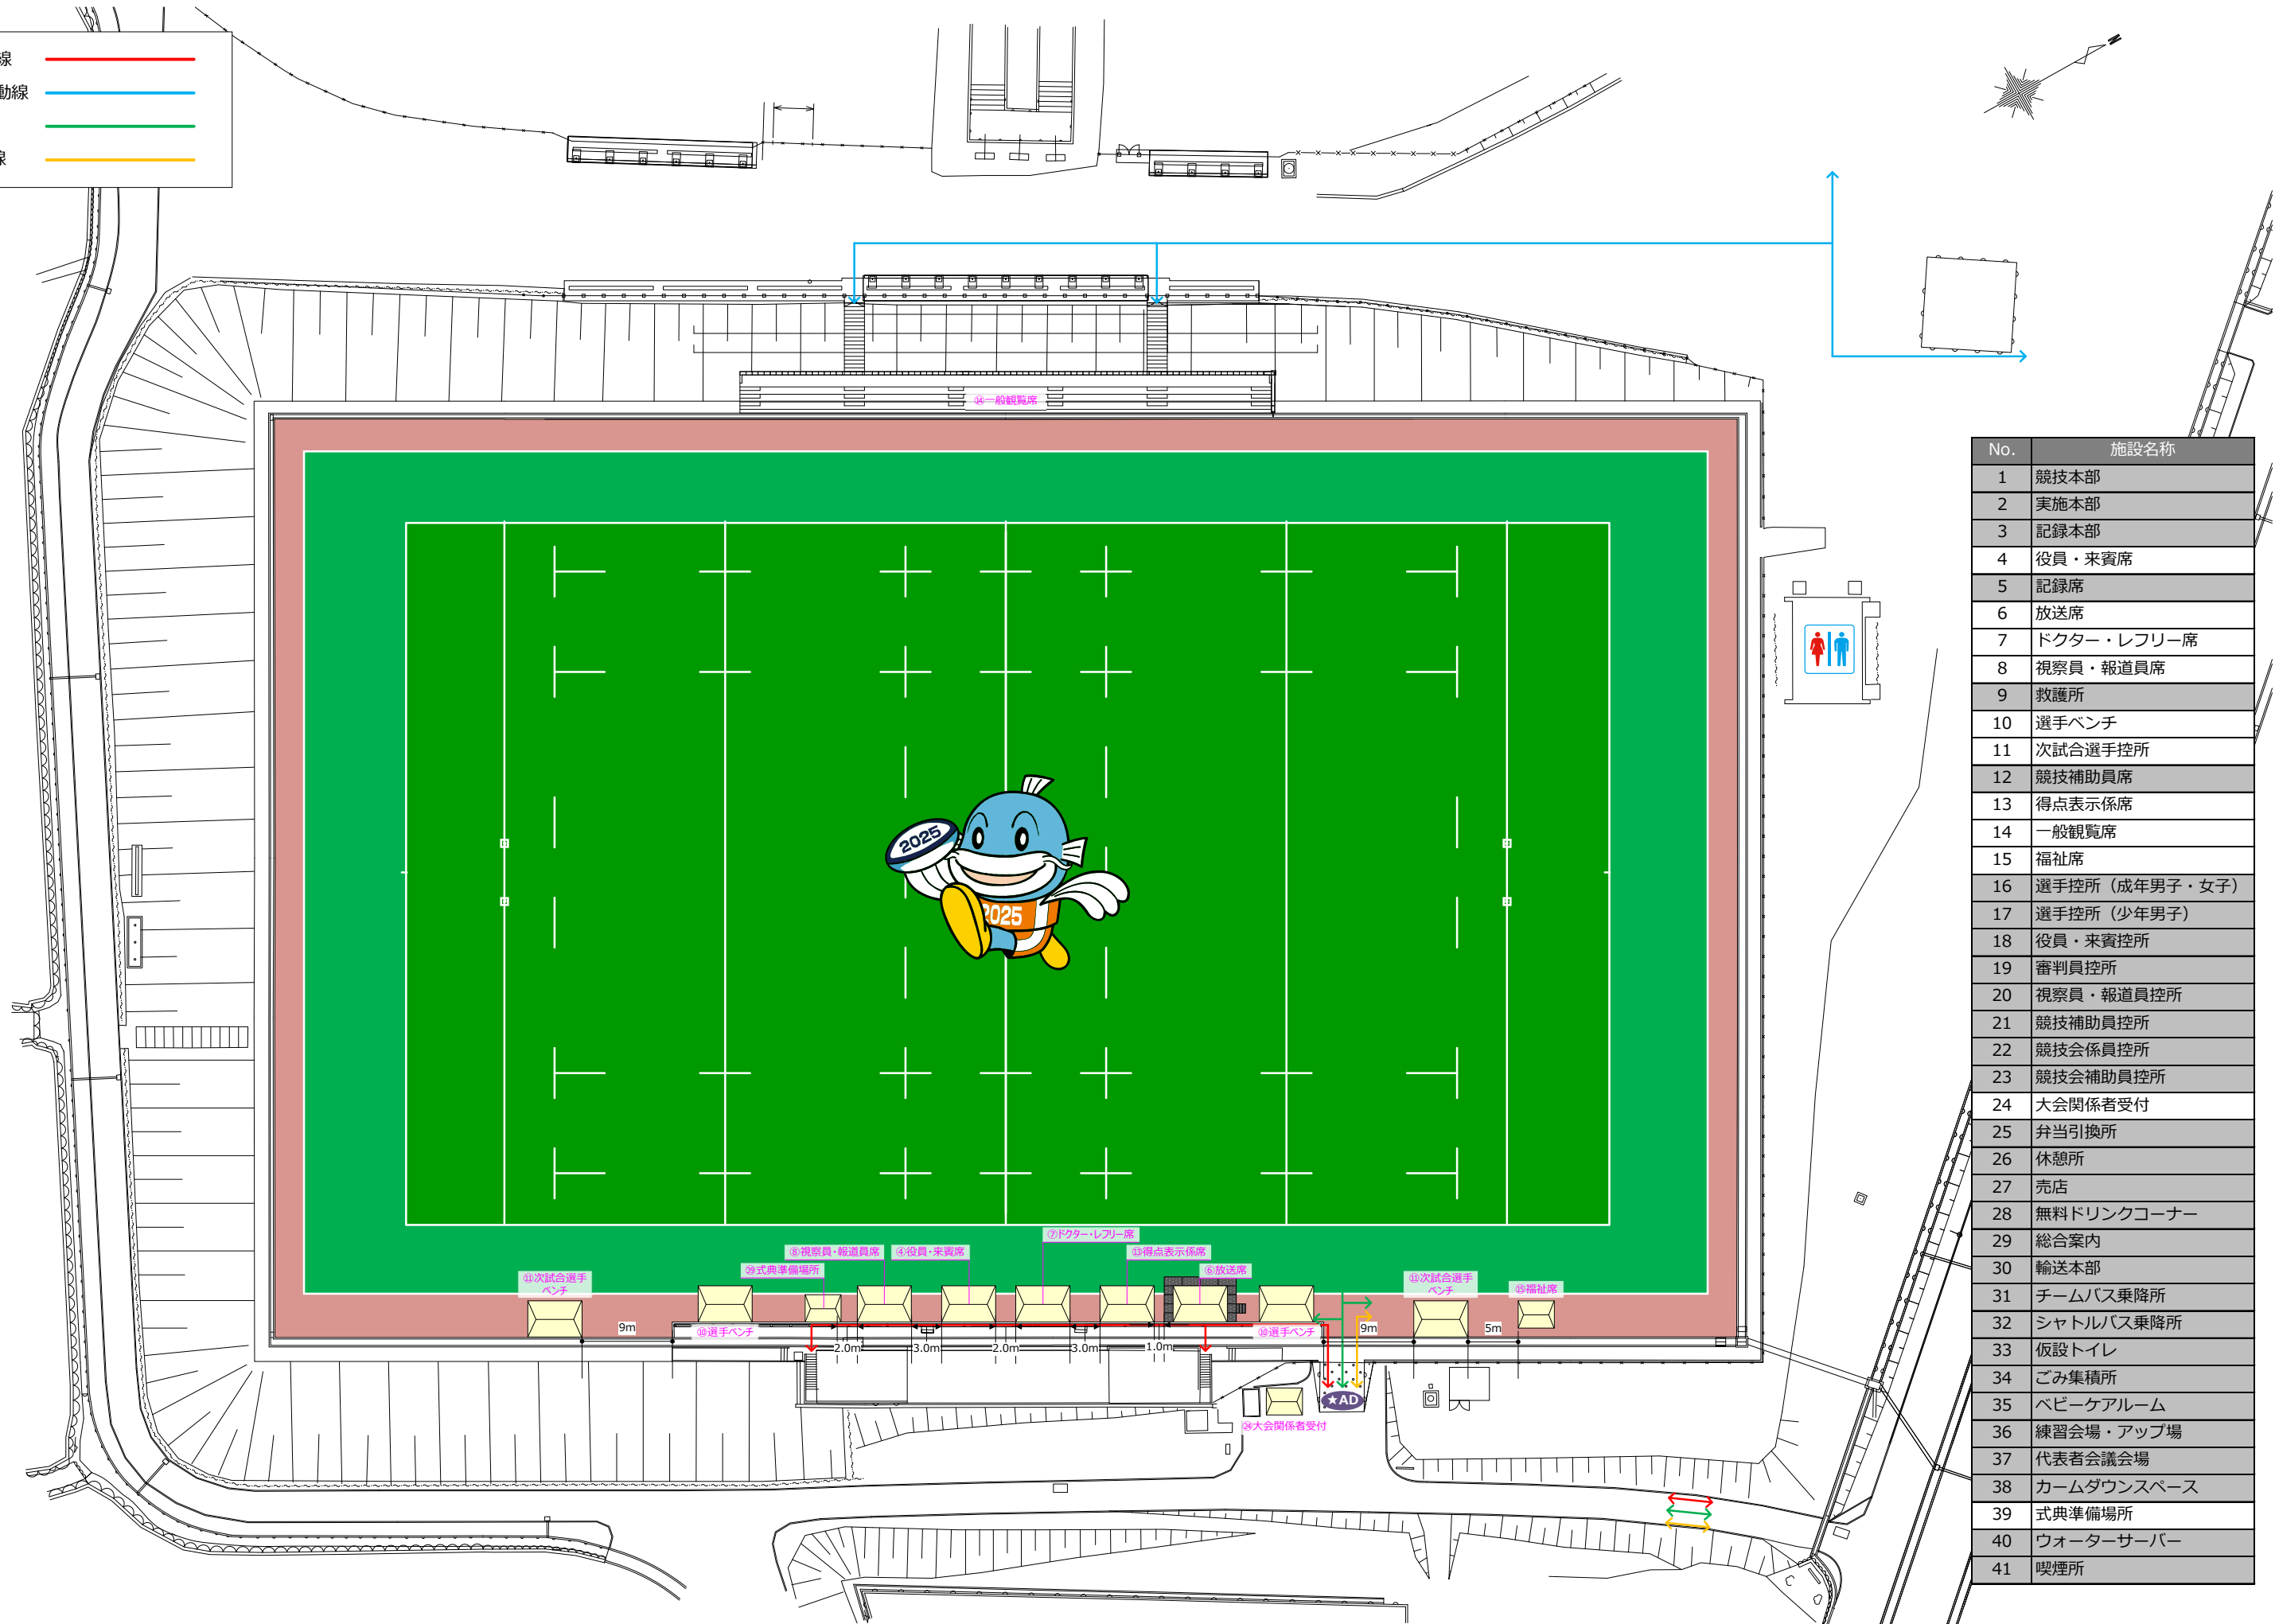 線
動線
線
N
⑭一般観覧席
2025
2025
⑦ドクター・レフリー席
⑧視察員・報道員席
④役員・来賓席
⑬得点表示係席
㊴式典準備場所
⑥放送席
⑪次試合選手
ベンチ
⑪次試合選手
ベンチ
⑮福祉席
9m
⑩選手ベンチ
⑩選手ベンチ
9m
5m
2.0m
3.0m
2.0m
3.0m
1.0m
★AD
㉔大会関係者受付
No. 施設名称
1 競技本部
2 実施本部
3 記録本部
4 役員・来賓席
5 記録席
6 放送席
7 ドクター・レフリー席
8 視察員・報道員席
9 救護所
10 選手ベンチ
11 次試合選手控所
12 競技補助員席
13 得点表示係席
14 一般観覧席
15 福祉席
16 選手控所（成年男子・女子）
17 選手控所（少年男子）
18 役員・来賓控所
19 審判員控所
20 視察員・報道員控所
21 競技補助員控所
22 競技会係員控所
23 競技会補助員控所
24 大会関係者受付
25 弁当引換所
26 休憩所
27 売店
28 無料ドリンクコーナー
29 総合案内
30 輸送本部
31 チームバス乗降所
32 シャトルバス乗降所
33 仮設トイレ
34 ごみ集積所
35 ベビーケアルーム
36 練習会場・アップ場
37 代表者会議会場
38 カームダウンスペース
39 式典準備場所
40 ウォーターサーバー
41 喫煙所